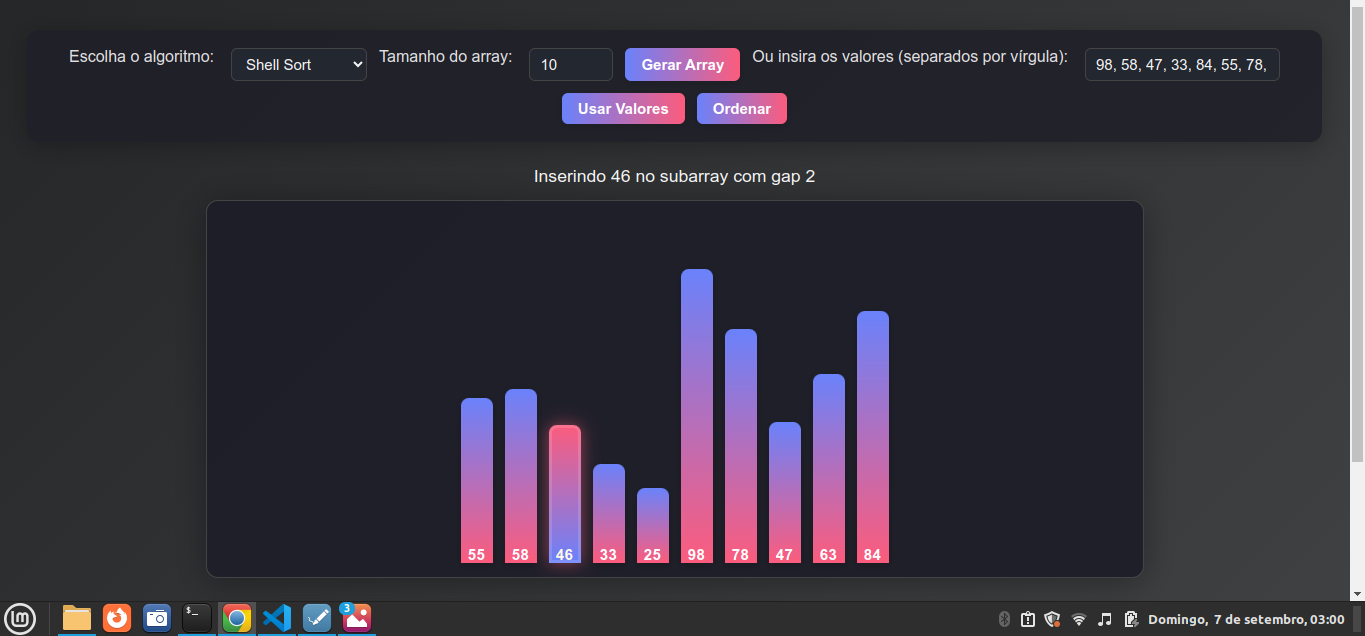 Escolha o algoritmo: Shell Sort Tamanho do array: 10 Gerar Array Ou insira os valores (separados por vírgula): 98, 58, 47, 33, 84, 55, 78,
Usar Valores Ordenar
Inserindo 46 no subarray com gap 2
55 58 46 33 25 98 78 47 63 84
$_ 3 Domingo, 7 de setembro, 03:00